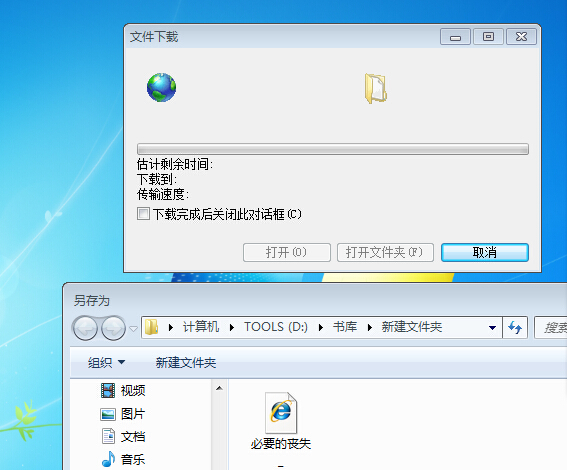 文件下载
估计剩余时间:
下载到:
传输速度:
下载完成后关闭此对话框(C)
打开(O) 打开文件夹(F) 取消
另存为
计算机 TOOLS (D:) 书库 新建文件夹 搜索
组织 新建文件夹
视频
图片
文档
音乐
必要的丧失